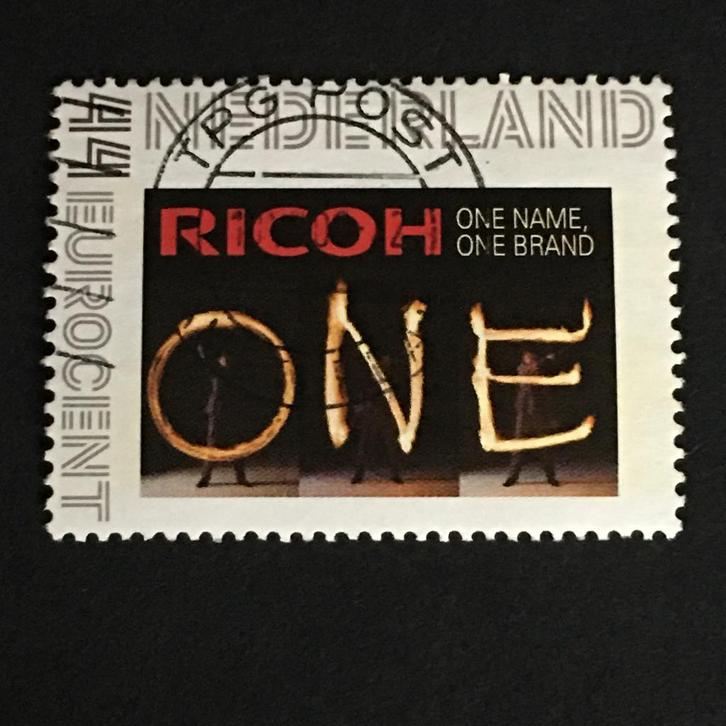 NEDERLAND
44 EUROCENT
TPG POST
RICOH
ONE NAME,
ONE BRAND
ONE